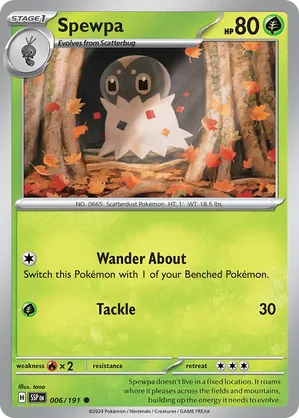 STAGE 1
Spewpa
HP 80
Evolves from Scatterbug
NO. 0665 Scatterdust Pokémon HT: 1' WT: 18.5 lbs.
Wander About
Switch this Pokémon with 1 of your Benched Pokémon.
Tackle 30
weakness × 2 resistance retreat
Illus. tono
H SSP EN 006/191
Spewpa doesn't live in a fixed location. It roams
where it pleases across the fields and mountains,
building up the energy it needs to evolve.
©2024 Pokémon / Nintendo / Creatures / GAME FREAK